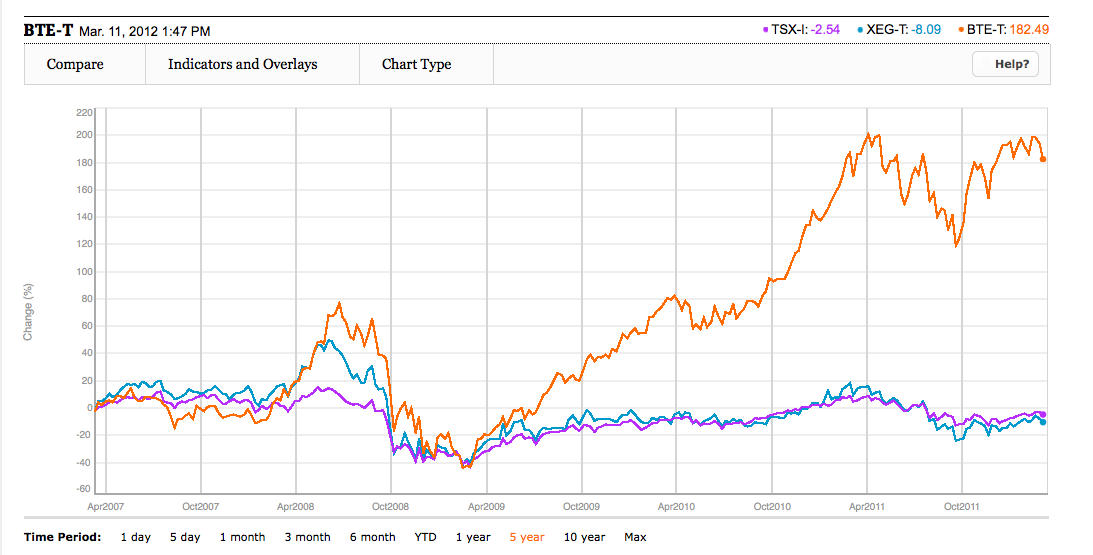 BTE-T Mar. 11, 2012 1:47 PM
TSX-I: -2.54 XEG-T: -8.09 BTE-T: 182.49
Compare Indicators and Overlays Chart Type Help?
Change (%)
220
200
180
160
140
120
100
80
60
40
20
-20
-40
-60
Apr2007 Oct2007 Apr2008 Oct2008 Apr2009 Oct2009 Apr2010 Oct2010 Apr2011 Oct2011
Time Period: 1 day 5 day 1 month 3 month 6 month YTD 1 year 5 year 10 year Max